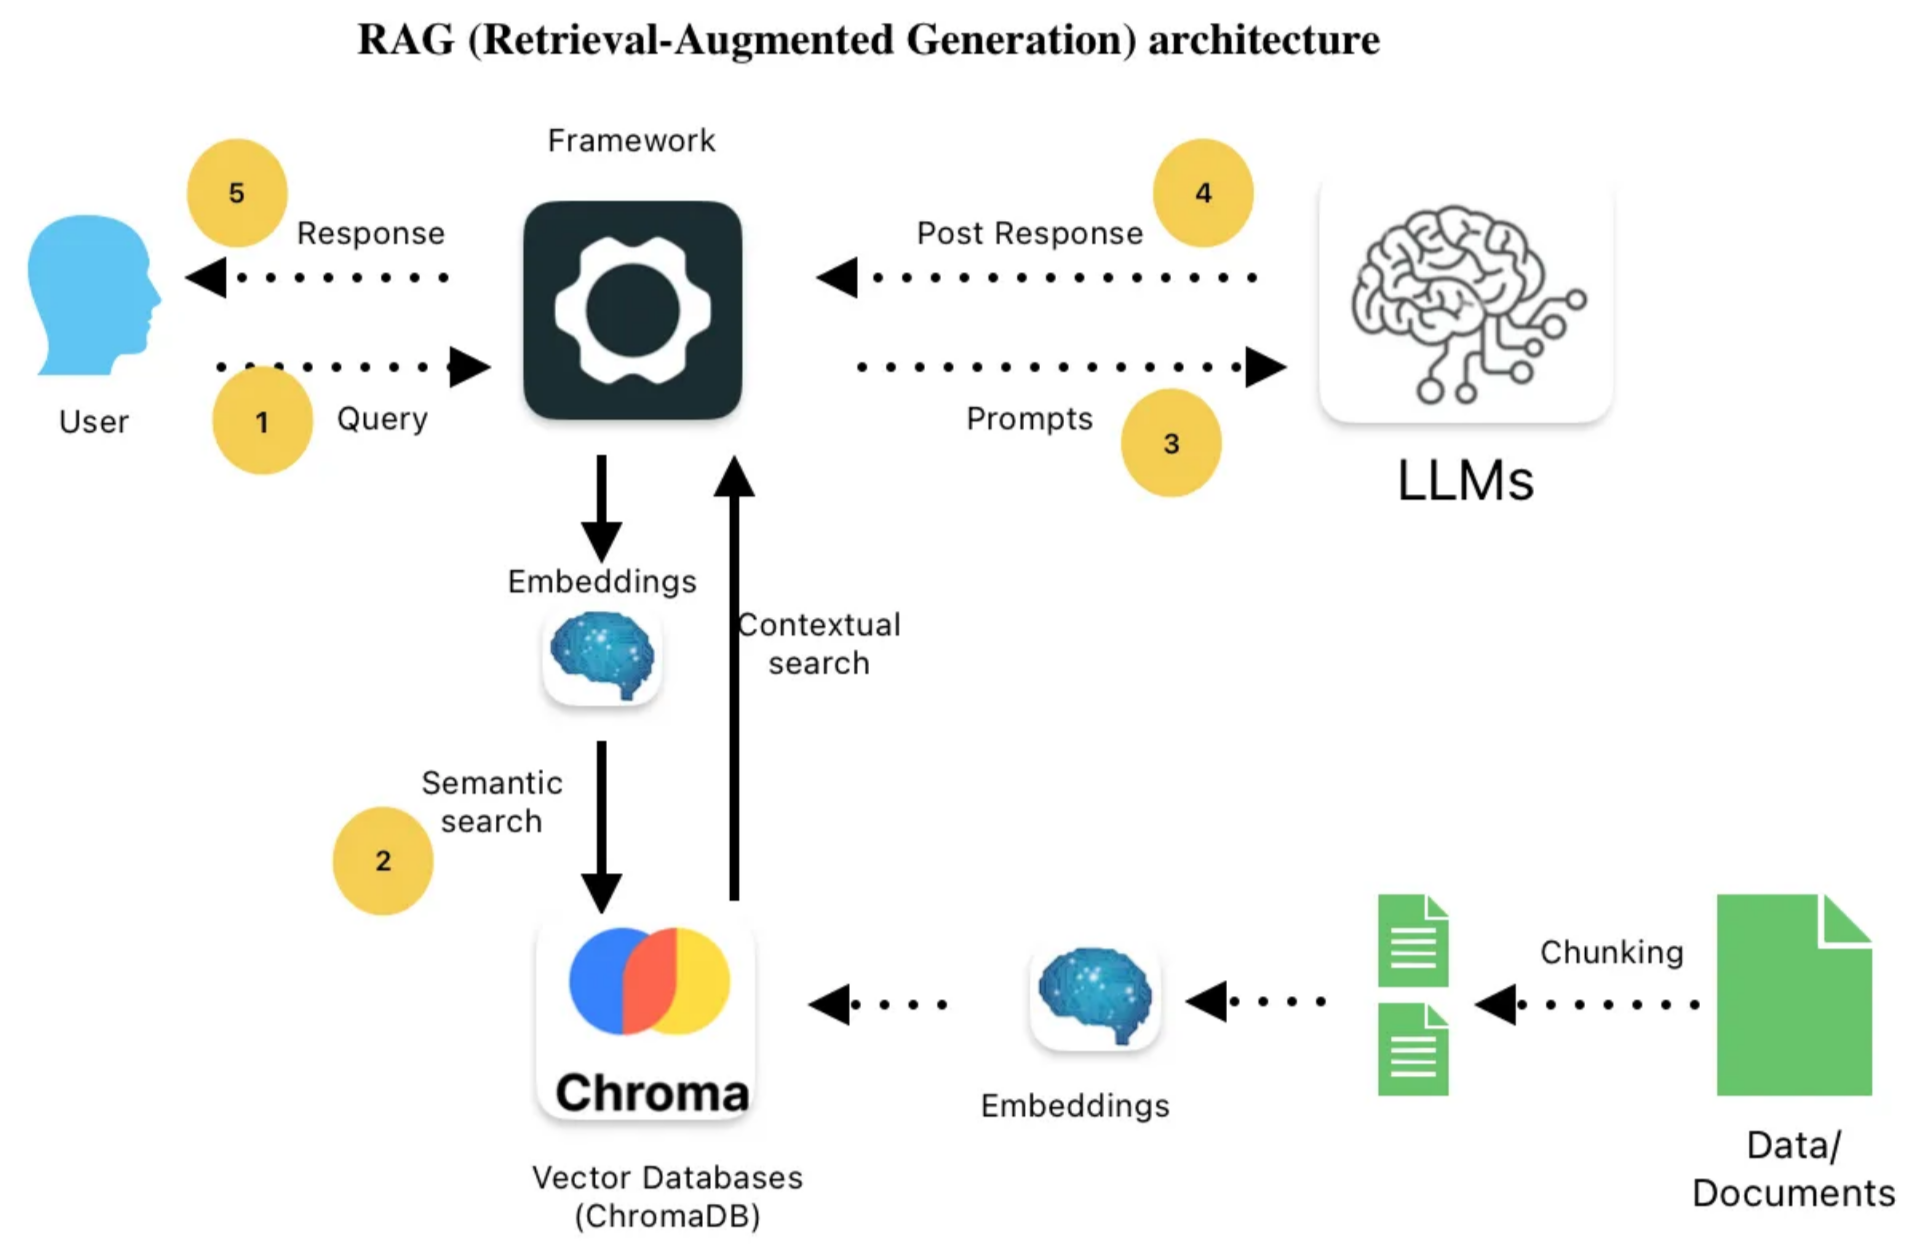 RAG (Retrieval-Augmented Generation) architecture
Framework
5
4
Response
Post Response
User
1
Query
Prompts
3
LLMs
Embeddings
Contextual
search
Semantic
search
2
Chunking
Chroma
Embeddings
Data/
Documents
Vector Databases
(ChromaDB)